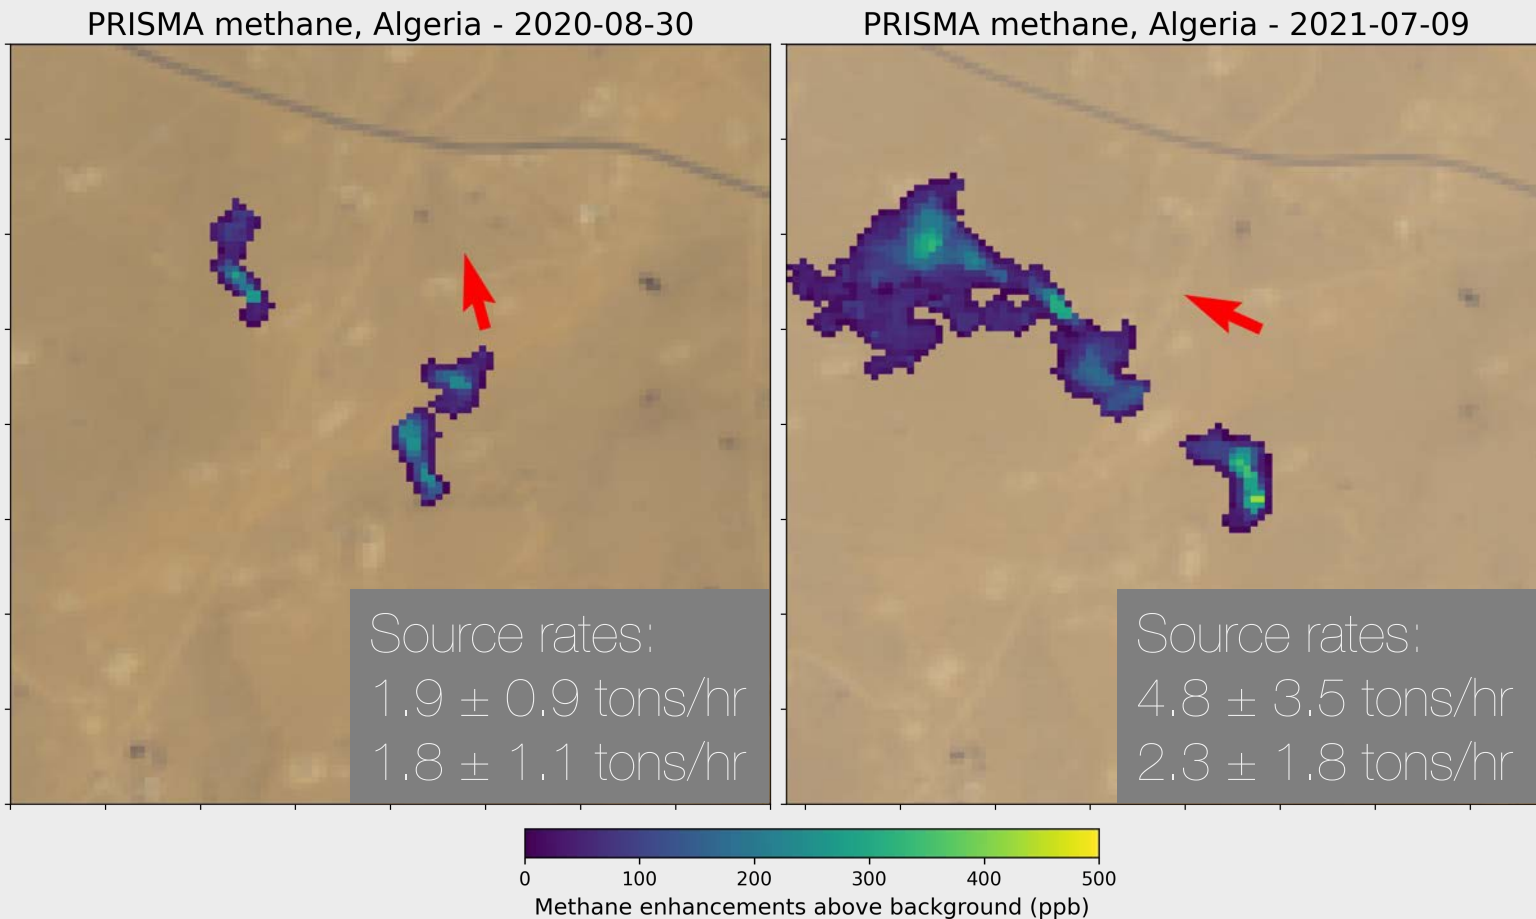 PRISMA methane, Algeria - 2020-08-30
PRISMA methane, Algeria - 2021-07-09
Source rates:
1.9 ± 0.9 tons/hr
1.8 ± 1.1 tons/hr
Source rates:
4.8 ± 3.5 tons/hr
2.3 ± 1.8 tons/hr
0 100 200 300 400 500
Methane enhancements above background (ppb)